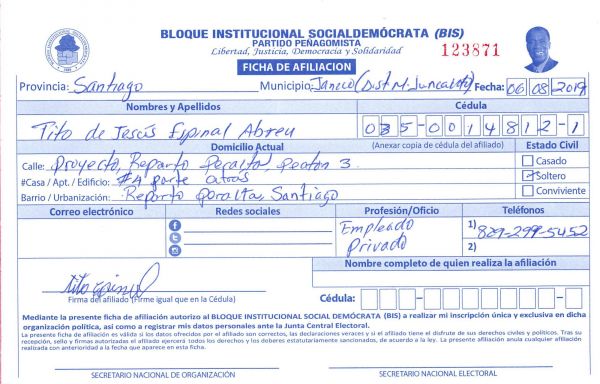 BLOQUE INSTITUCIONAL SOCIALDEMÓCRATA (BIS)
PARTIDO PEÑAGOMISTA
Libertad, Justicia, Democracia y Solidaridad
123871
FICHA DE AFILIACION
Provincia: Santiago Municipio: Janico (Dist M. Juncalito) Fecha: 06 08 2019
Nombres y Apellidos Cédula
Tito de Jesús Espinal Abreu 035-0014812-1
Domicilio Actual (Anexar copia de cédula del afiliado) Estado Civil
Calle: Proyecto, Reparto Peralta, Peaton 3 Casado
#Casa / Apt. / Edificio: #A parte atras Soltero
Barrio / Urbanización: Reparto peralta, Santiago Conviviente
Correo electrónico Redes sociales Profesión/Oficio Teléfonos
Empleado 1) 829-299-5452
Privado 2)
Nombre completo de quien realiza la afiliación
Tito Espinal
Firma del afiliado (Firme igual que en la Cédula) Cédula:
Mediante la presente ficha de afiliación autorizo al BLOQUE INSTITUCIONAL SOCIAL DEMÓCRATA (BIS) a realizar mi inscripción única y exclusiva en dicha
organización política, así como a registrar mis datos personales ante la Junta Central Electoral.
La presente ficha de afiliación es válida si los datos ofrecidos por el afiliado son correctos, las declaraciones veraces y si el afiliado tiene el disfrute de sus derechos civiles y políticos. Tras su
recepción, sello y firmas autorizadas el afiliado ejercerá todos los derechos y los deberes estatutariamente sancionados, de acuerdo a la ley. La presente afiliación anula cualquier afiliación
realizada con anterioridad a la fecha que aparece en esta ficha.
SECRETARIO NACIONAL DE ORGANIZACIÓN SECRETARIO NACIONAL ELECTORAL